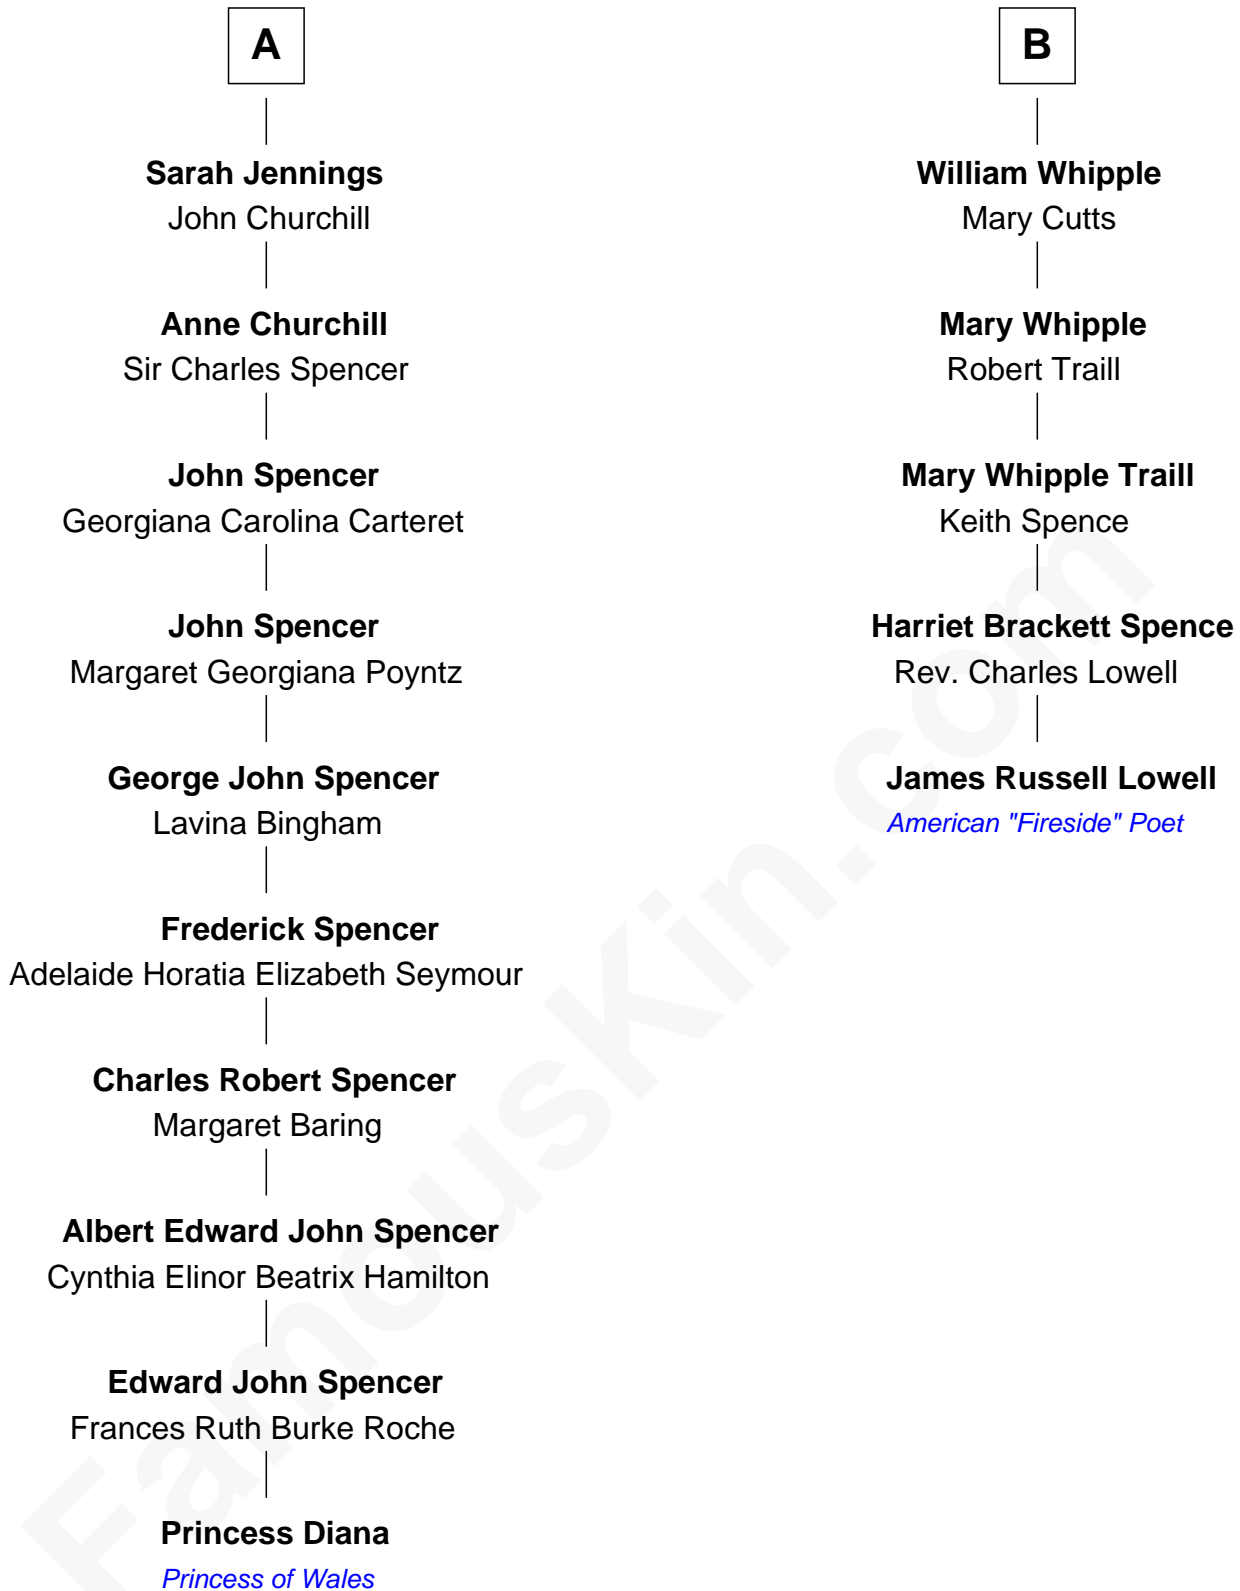 A
Sarah Jennings
John Churchill
Anne Churchill
Sir Charles Spencer
John Spencer
Georgiana Carolina Carteret
John Spencer
Margaret Georgiana Poyntz
George John Spencer
Lavina Bingham
Frederick Spencer
Adelaide Horatia Elizabeth Seymour
Charles Robert Spencer
Margaret Baring
Albert Edward John Spencer
Cynthia Elinor Beatrix Hamilton
Edward John Spencer
Frances Ruth Burke Roche
Princess Diana
Princess of Wales
B
William Whipple
Mary Cutts
Mary Whipple
Robert Traill
Mary Whipple Traill
Keith Spence
Harriet Brackett Spence
Rev. Charles Lowell
James Russell Lowell
American "Fireside" Poet
FamousKin.com